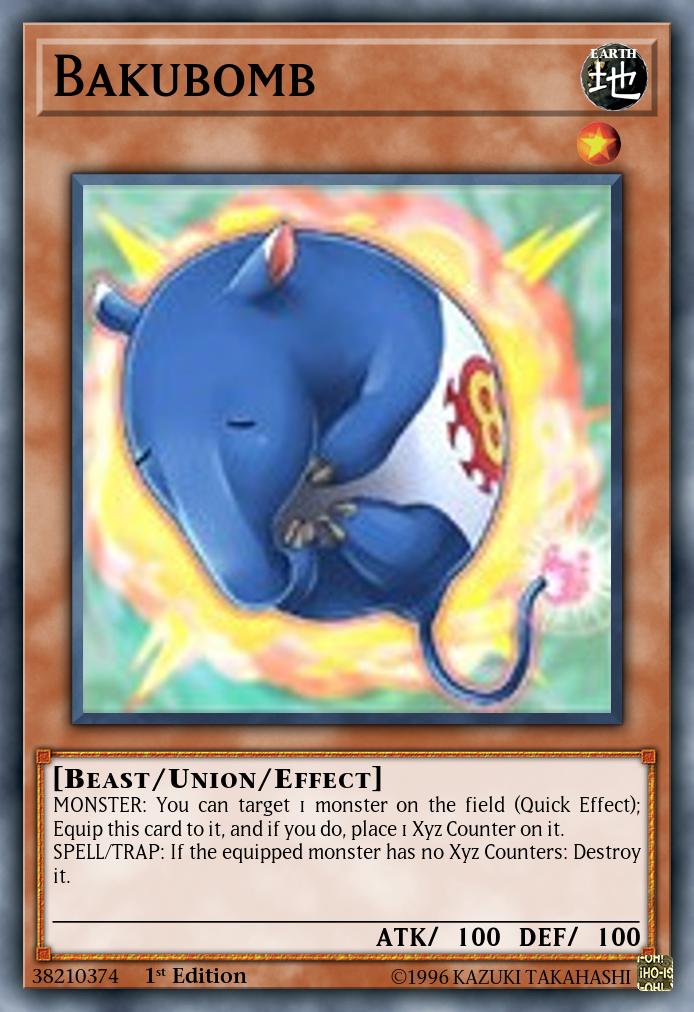 BAKUBOMB
EARTH
地
8
[BEAST/UNION/EFFECT]
MONSTER: You can target 1 monster on the field (Quick Effect);
Equip this card to it, and if you do, place 1 Xyz Counter on it.
SPELL/TRAP: If the equipped monster has no Xyz Counters: Destroy
it.
ATK/ 100 DEF/ 100
38210374 1st Edition ©1996 KAZUKI TAKAHASHI